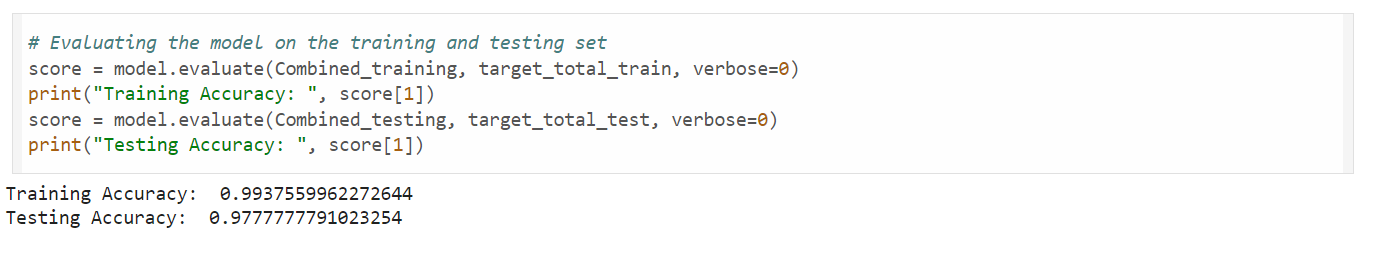 # Evaluating the model on the training and testing set
score = model.evaluate(Combined_training, target_total_train, verbose=0)
print("Training Accuracy: ", score[1])
score = model.evaluate(Combined_testing, target_total_test, verbose=0)
print("Testing Accuracy: ", score[1])
Training Accuracy:  0.9937559962272644
Testing Accuracy:  0.9777777791023254